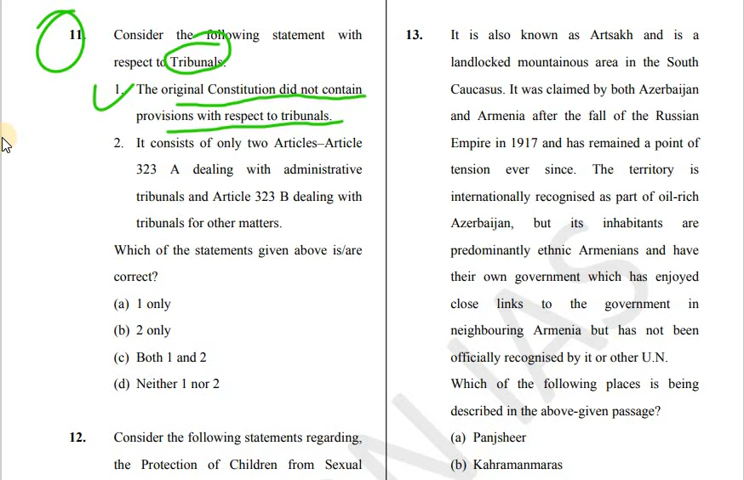 11. Consider the following statement with
respect to Tribunals:
1. The original Constitution did not contain
provisions with respect to tribunals.
2. It consists of only two Articles–Article
323 A dealing with administrative
tribunals and Article 323 B dealing with
tribunals for other matters.
Which of the statements given above is/are
correct?
(a) 1 only
(b) 2 only
(c) Both 1 and 2
(d) Neither 1 nor 2
12. Consider the following statements regarding,
the Protection of Children from Sexual
13. It is also known as Artsakh and is a
landlocked mountainous area in the South
Caucasus. It was claimed by both Azerbaijan
and Armenia after the fall of the Russian
Empire in 1917 and has remained a point of
tension ever since. The territory is
internationally recognised as part of oil-rich
Azerbaijan, but its inhabitants are
predominantly ethnic Armenians and have
their own government which has enjoyed
close links to the government in
neighbouring Armenia but has not been
officially recognised by it or other U.N.
Which of the following places is being
described in the above-given passage?
(a) Panjsheer
(b) Kahramanmaras